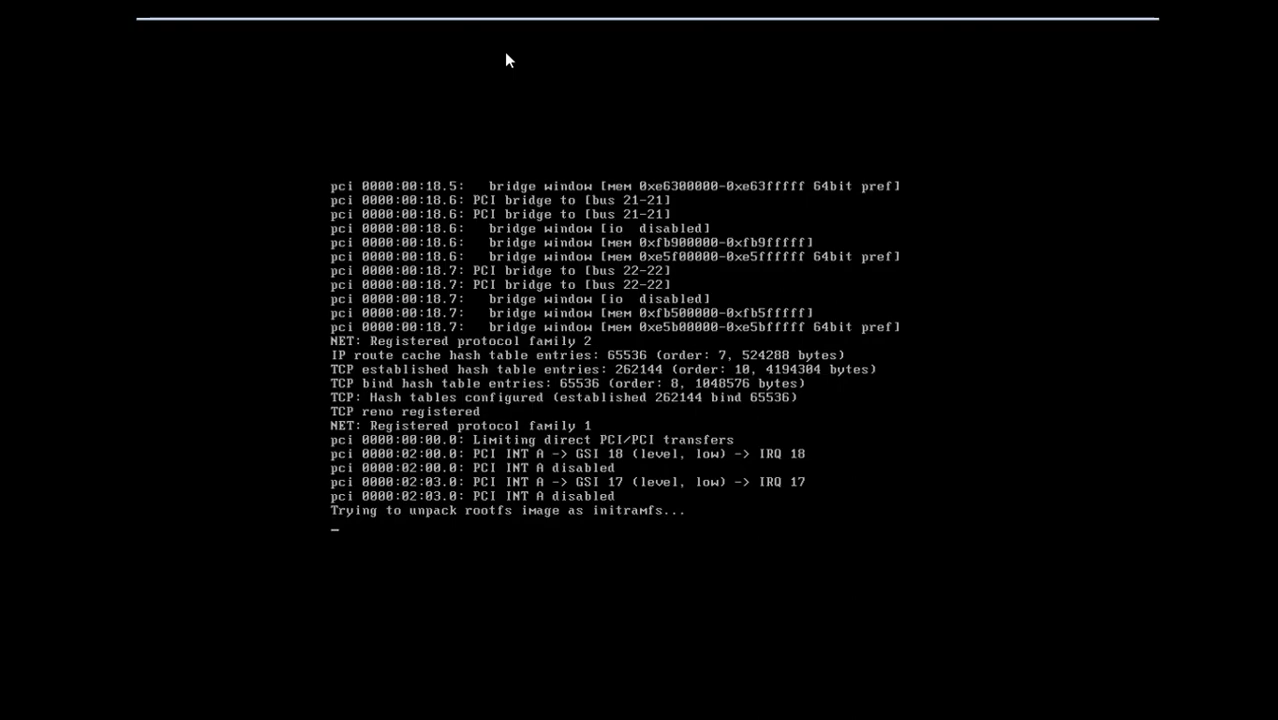 pci 0000:00:18.5:   bridge window [mem 0xe6300000-0xe63fffff 64bit pref]
pci 0000:00:18.6: PCI bridge to [bus 21-21]
pci 0000:00:18.6: PCI bridge to [bus 21-21]
pci 0000:00:18.6:   bridge window [io  disabled]
pci 0000:00:18.6:   bridge window [mem 0xfb900000-0xfb9fffff]
pci 0000:00:18.6:   bridge window [mem 0xe5f00000-0xe5ffffff 64bit pref]
pci 0000:00:18.7: PCI bridge to [bus 22-22]
pci 0000:00:18.7: PCI bridge to [bus 22-22]
pci 0000:00:18.7:   bridge window [io  disabled]
pci 0000:00:18.7:   bridge window [mem 0xfb500000-0xfb5fffff]
pci 0000:00:18.7:   bridge window [mem 0xe5b00000-0xe5bfffff 64bit pref]
NET: Registered protocol family 2
IP route cache hash table entries: 65536 (order: 7, 524288 bytes)
TCP established hash table entries: 262144 (order: 10, 4194304 bytes)
TCP bind hash table entries: 65536 (order: 8, 1048576 bytes)
TCP: Hash tables configured (established 262144 bind 65536)
TCP reno registered
NET: Registered protocol family 1
pci 0000:00:00.0: Limiting direct PCI/PCI transfers
pci 0000:02:00.0: PCI INT A -> GSI 18 (level, low) -> IRQ 18
pci 0000:02:00.0: PCI INT A disabled
pci 0000:02:03.0: PCI INT A -> GSI 17 (level, low) -> IRQ 17
pci 0000:02:03.0: PCI INT A disabled
Trying to unpack rootfs image as initramfs...
_